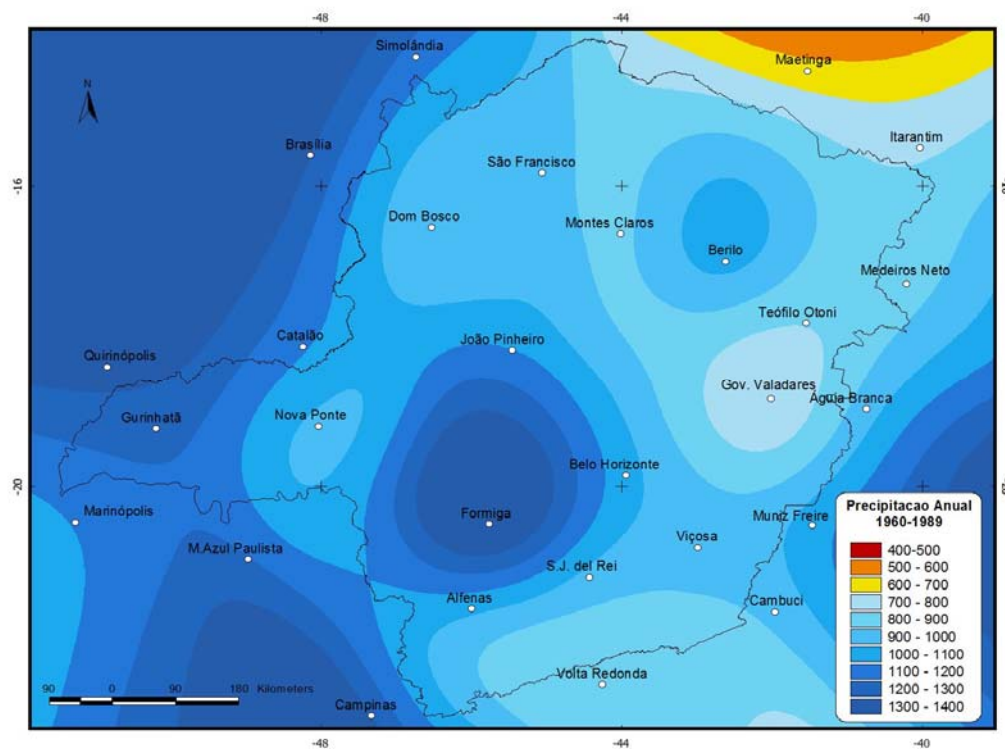 -48
-44
-40
Simolândia
Maetinga
N
Itarantim
Brasília
São Francisco
-16
Dom Bosco
Montes Claros
Berilo
Medeiros Neto
Teófilo Otoni
Catalão
João Pinheiro
Quirinópolis
Gov. Valadares
Águia Branca
Gurinhatã
Nova Ponte
Belo Horizonte
-20
Marinópolis
Formiga
Muniz Freire
M.Azul Paulista
Viçosa
S.J. del Rei
Alfenas
Cambuci
Volta Redonda
Campinas
90 0 90 180 Kilometers
Precipitacao Anual
1960-1989
400-500
500 - 600
600 - 700
700 - 800
800 - 900
900 - 1000
1000 - 1100
1100 - 1200
1200 - 1300
1300 - 1400
-48
-44
-40